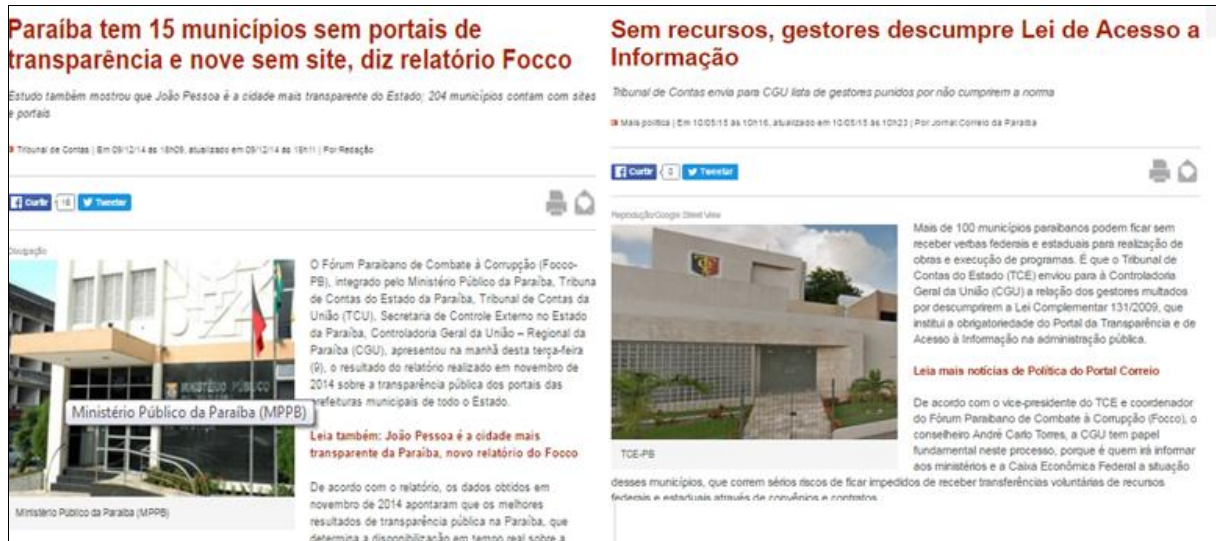 Paraíba tem 15 municípios sem portais de
transparência e nove sem site, diz relatório Focco
Estudo também mostrou que João Pessoa é a cidade mais transparente do Estado; 204 municípios contam com sites
e portais
Tribunal de Contas | Em 09/12/14 às 18h09, atualizado em 09/12/14 às 18h11 | Por Redação
Curtir 16 Tweetar
Divulgação
MINISTÉRIO PÚBLICO
Ministério Público da Paraíba (MPPB)
Ministério Público da Paraíba (MPPB)
O Fórum Paraibano de Combate à Corrupção (Focco-
PB), integrado pelo Ministério Público da Paraíba, Tribuna
de Contas do Estado da Paraíba, Tribunal de Contas da
União (TCU), Secretaria de Controle Externo no Estado
da Paraíba, Controladoria Geral da União – Regional da
Paraíba (CGU), apresentou na manhã desta terça-feira
(9), o resultado do relatório realizado em novembro de
2014 sobre a transparência pública dos portais das
prefeituras municipais de todo o Estado.
Leia também: João Pessoa é a cidade mais
transparente da Paraíba, novo relatório do Focco
De acordo com o relatório, os dados obtidos em
novembro de 2014 apontaram que os melhores
resultados de transparência pública na Paraíba, que
determina a disponibilização em tempo real sobre a
Sem recursos, gestores descumpre Lei de Acesso a
Informação
Tribunal de Contas envia para CGU lista de gestores punidos por não cumprirem a norma
Mais política | Em 10/05/15 às 10h16, atualizado em 10/05/15 às 10h23 | Por Jornal Correio da Paraíba
Curtir 0 Tweetar
Reprodução/Google Street View
TCE-PB
Mais de 100 municípios paraibanos podem ficar sem
receber verbas federais e estaduais para realização de
obras e execução de programas. É que o Tribunal de
Contas do Estado (TCE) enviou para à Controladoria
Geral da União (CGU) a relação dos gestores multados
por descumprirem a Lei Complementar 131/2009, que
institui a obrigatoriedade do Portal da Transparência e de
Acesso à Informação na administração pública.
Leia mais notícias de Política do Portal Correio
De acordo com o vice-presidente do TCE e coordenador
do Fórum Paraibano de Combate à Corrupção (Focco), o
conselheiro André Carlo Torres, a CGU tem papel
fundamental neste processo, porque é quem irá informar
aos ministérios e a Caixa Econômica Federal a situação
desses municípios, que correm sérios riscos de ficar impedidos de receber transferências voluntárias de recursos
federais e estaduais através de convênios e contratos